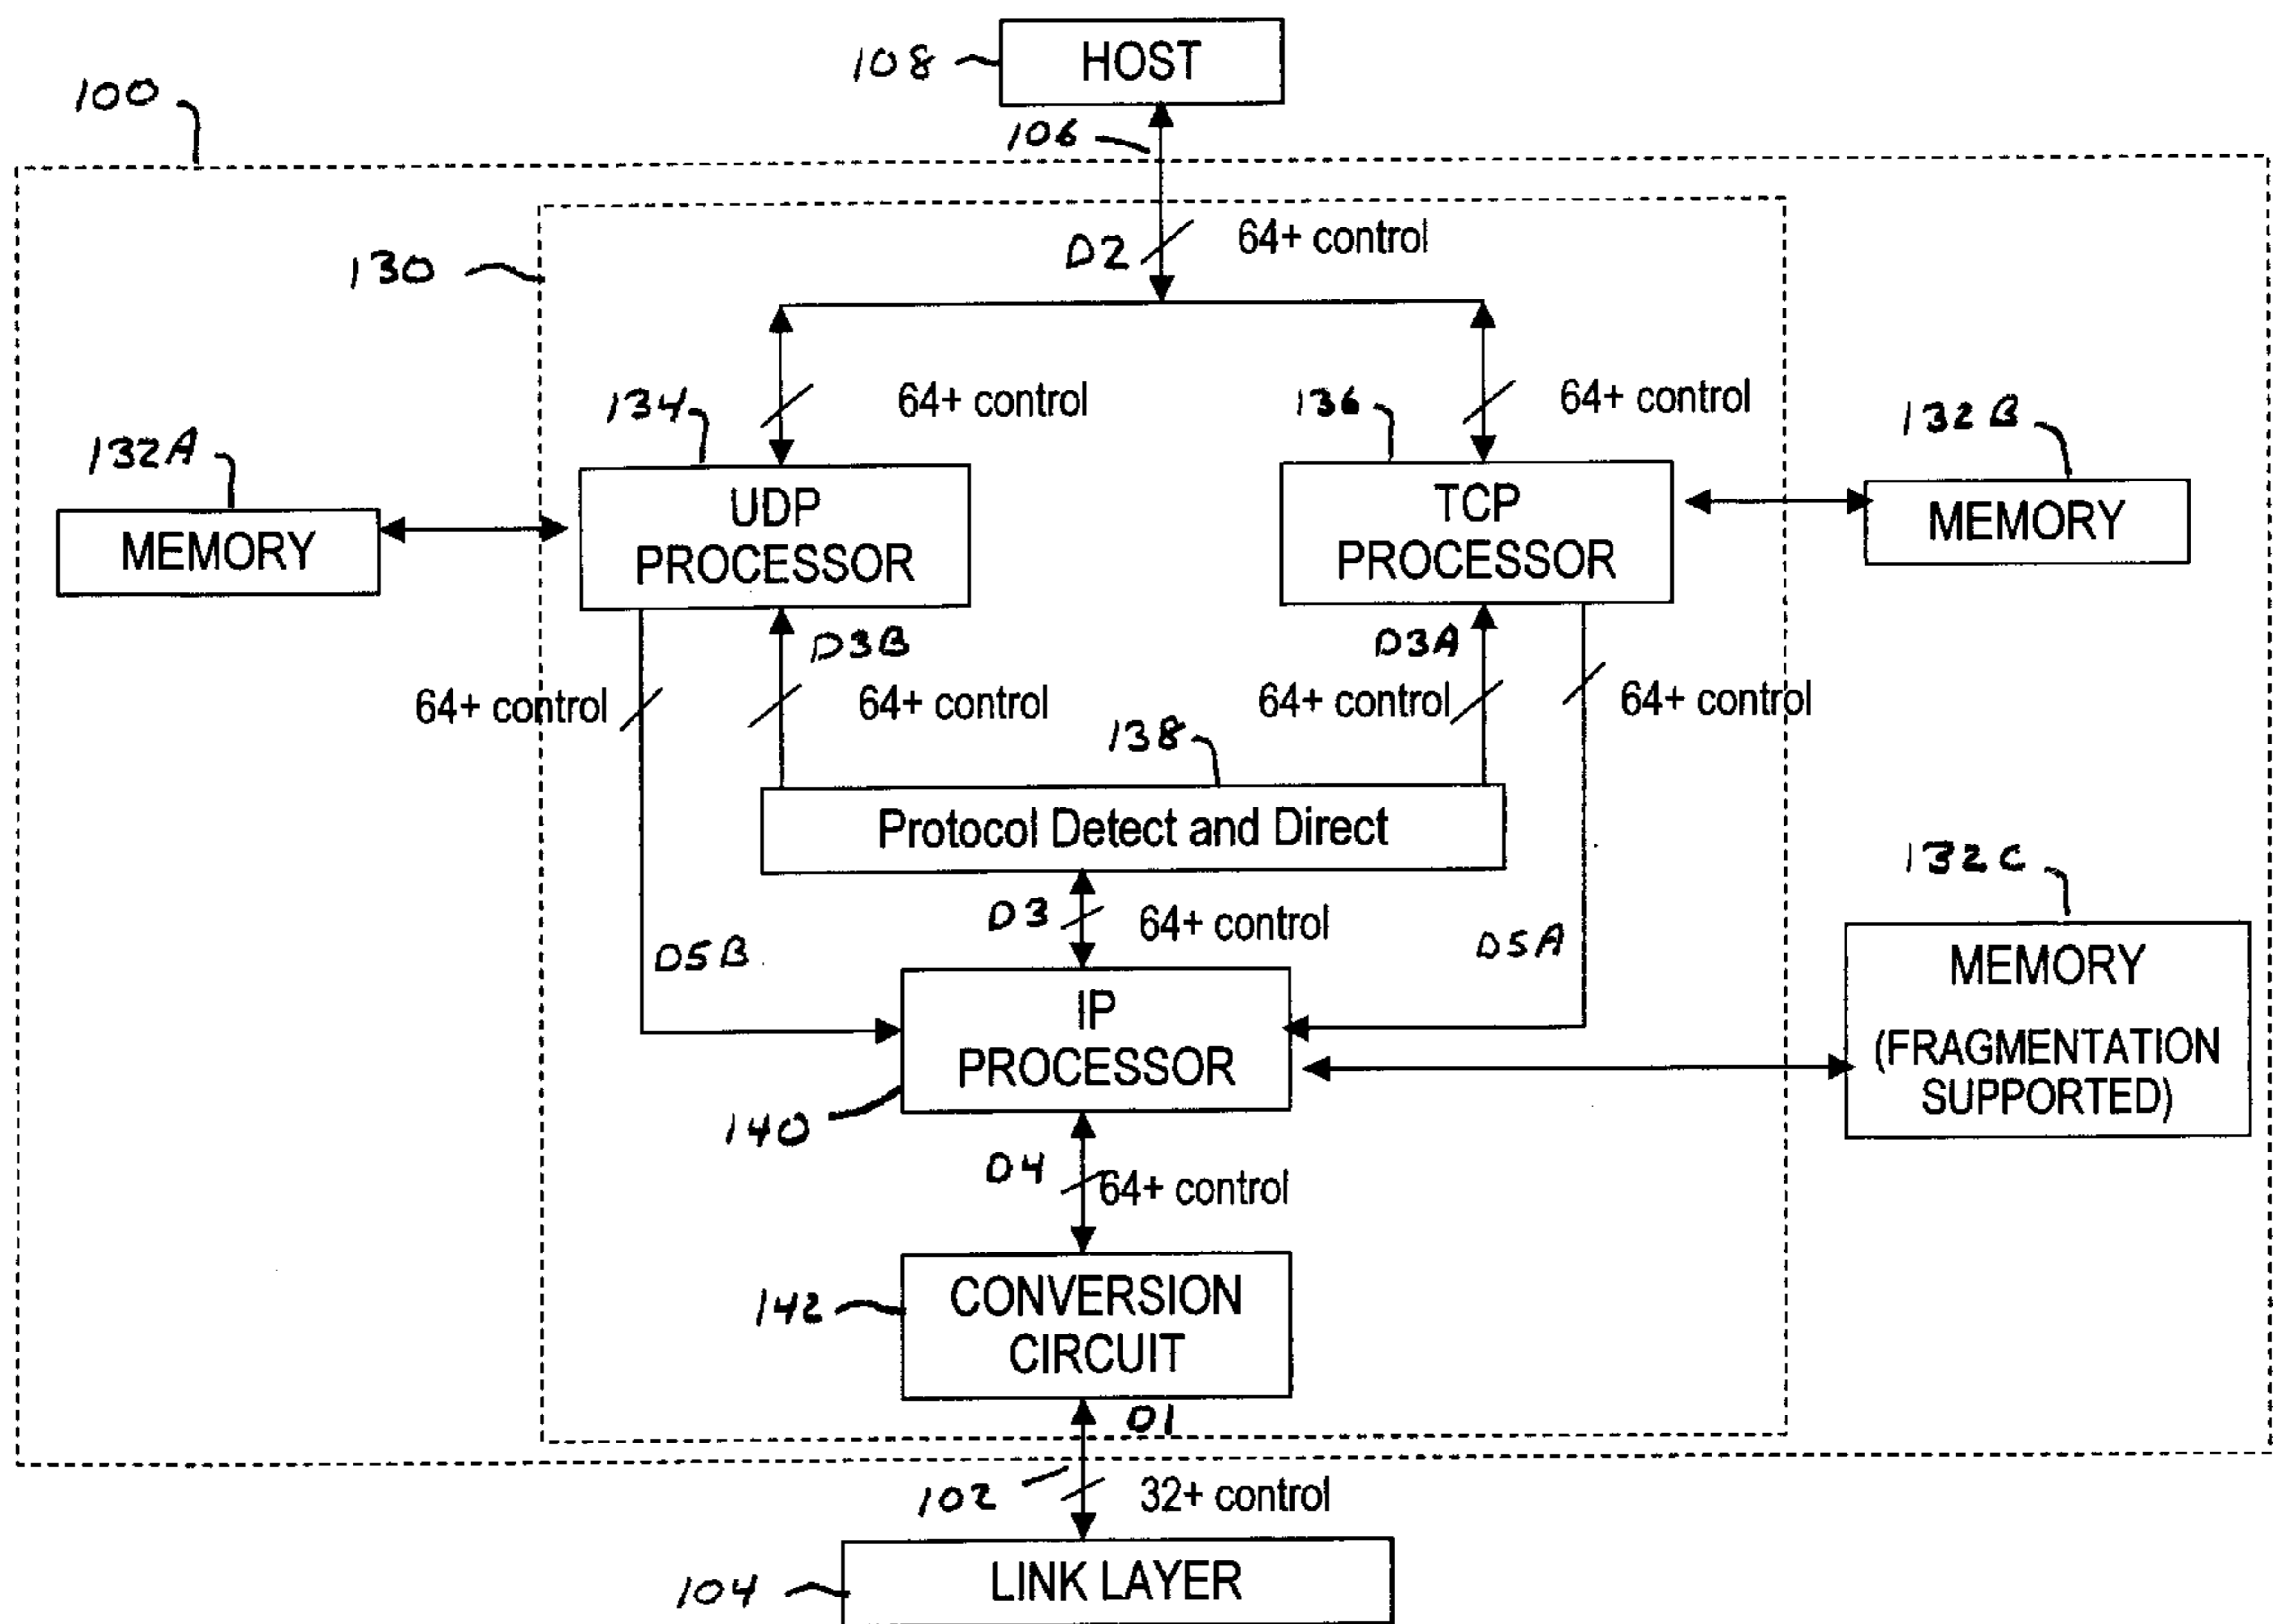 108 HOST
100
106
130
D2 64+ control
134 64+ control
136 64+ control
132A
132B
MEMORY
UDP
PROCESSOR
TCP
PROCESSOR
MEMORY
D3B
D3A
64+ control
64+ control
64+ control
64+ control
138
Protocol Detect and Direct
132C
D3 64+ control
D5B
D5A
MEMORY
(FRAGMENTATION
SUPPORTED)
IP
PROCESSOR
140
D4 64+ control
142
CONVERSION
CIRCUIT
D1
102 32+ control
104 LINK LAYER